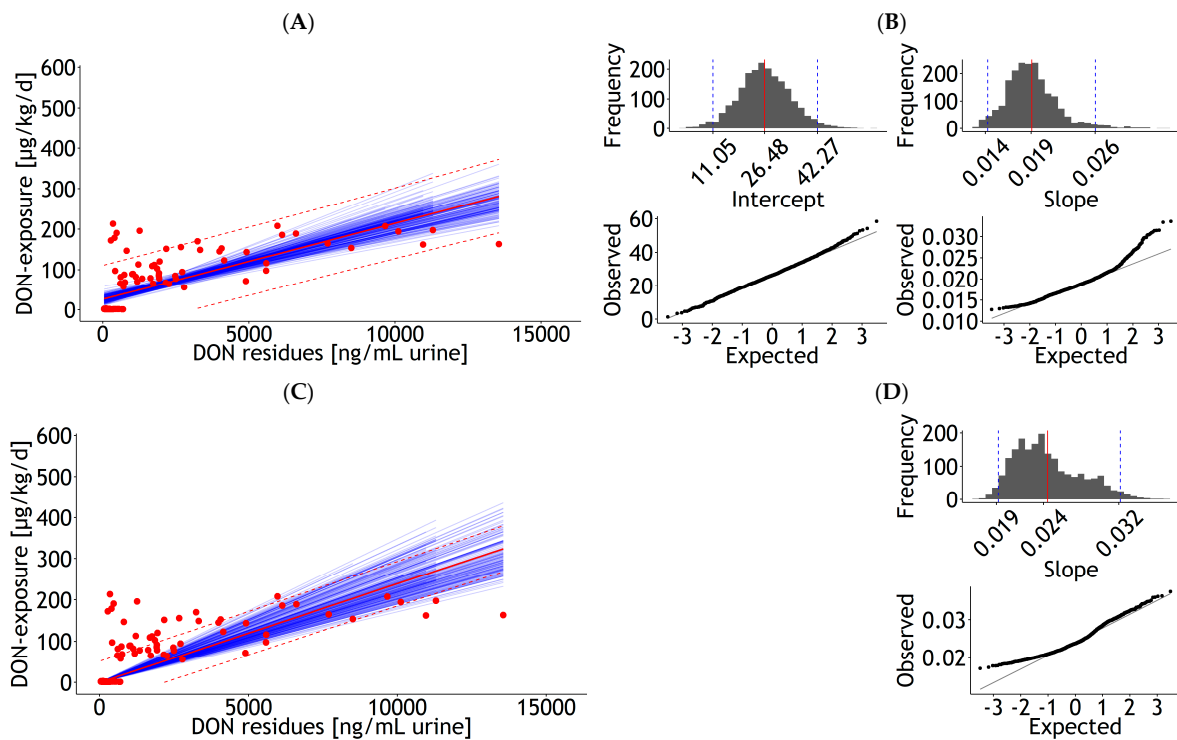 (A)
600
500
400
300
200
100
0
DON-exposure [µg/kg/d]
0 5000 10000 15000
DON residues [ng/mL urine]
(B)
Frequency
200
100
0
11.05 26.48 42.27
Intercept
Frequency
200
100
0
0.014 0.019 0.026
Slope
Observed
60
40
20
0
-3 -2 -1 0 1 2 3
Expected
Observed
0.030
0.020
0.015
0.010
-3 -2 -1 0 1 2 3
Expected
(C)
600
500
400
300
200
100
0
DON-exposure [µg/kg/d]
0 5000 10000 15000
DON residues [ng/mL urine]
(D)
Frequency
200
100
0
0.019 0.024 0.032
Slope
Observed
0.03
0.02
-3 -2 -1 0 1 2 3
Expected